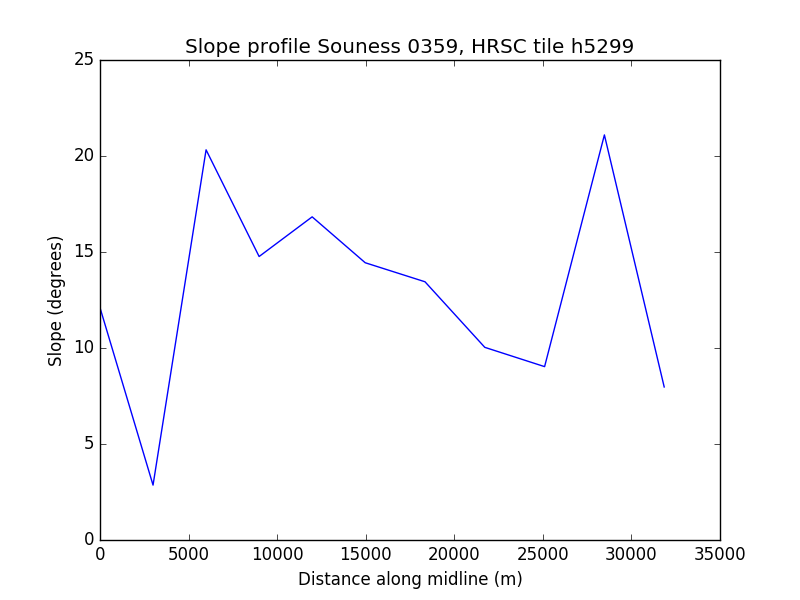 Slope profile Souness 0359, HRSC tile h5299
25
20
15
10
5
0
Slope (degrees)
0 5000 10000 15000 20000 25000 30000 35000
Distance along midline (m)